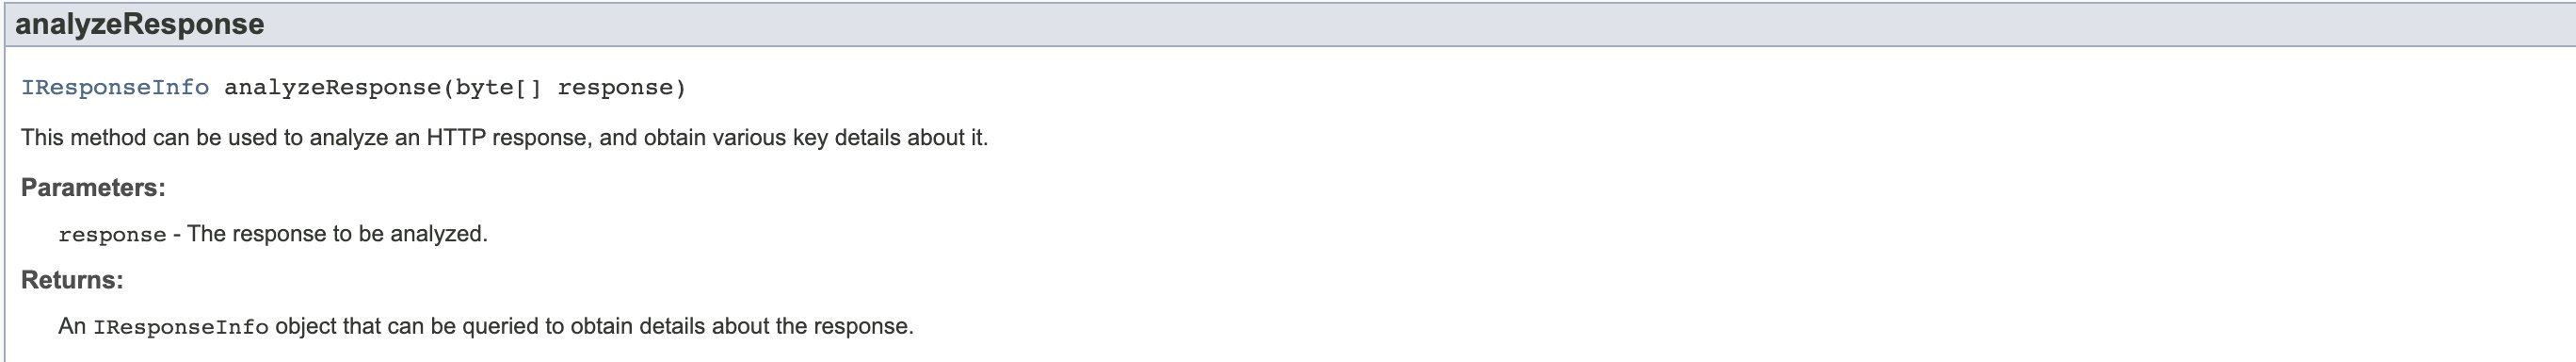 analyzeResponse
IResponseInfo analyzeResponse(byte[] response)
This method can be used to analyze an HTTP response, and obtain various key details about it.
Parameters:
response - The response to be analyzed.
Returns:
An IResponseInfo object that can be queried to obtain details about the response.